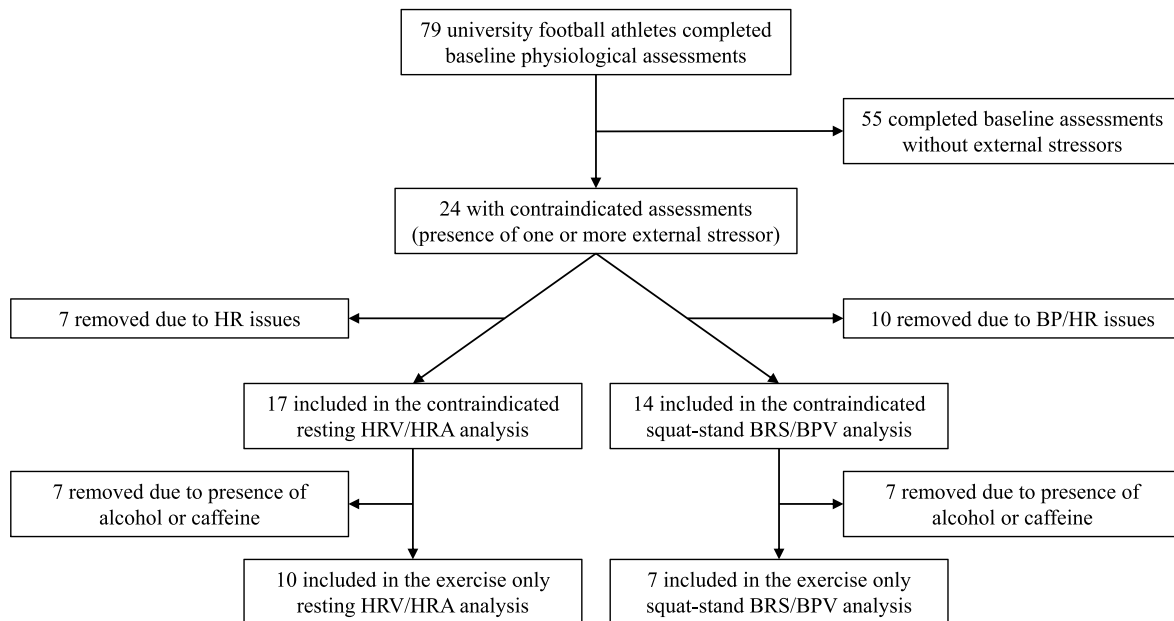 79 university football athletes completed
baseline physiological assessments
55 completed baseline assessments
without external stressors
24 with contraindicated assessments
(presence of one or more external stressor)
7 removed due to HR issues
10 removed due to BP/HR issues
17 included in the contraindicated
resting HRV/HRA analysis
14 included in the contraindicated
squat-stand BRS/BPV analysis
7 removed due to presence of
alcohol or caffeine
7 removed due to presence of
alcohol or caffeine
10 included in the exercise only
resting HRV/HRA analysis
7 included in the exercise only
squat-stand BRS/BPV analysis